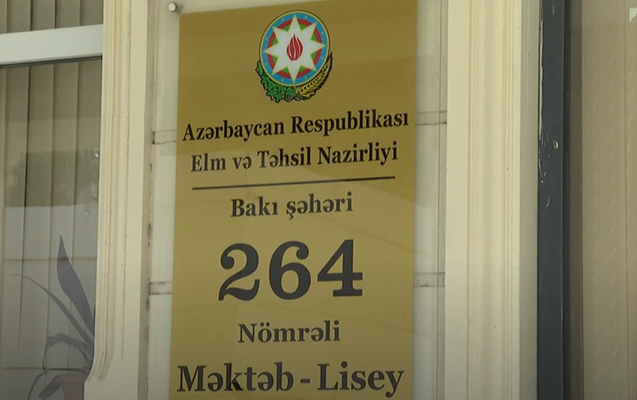 Azərbaycan Respublikası
Elm və Təhsil Nazirliyi
Bakı şəhəri
264
Nömrəli
Məktəb - Lisey